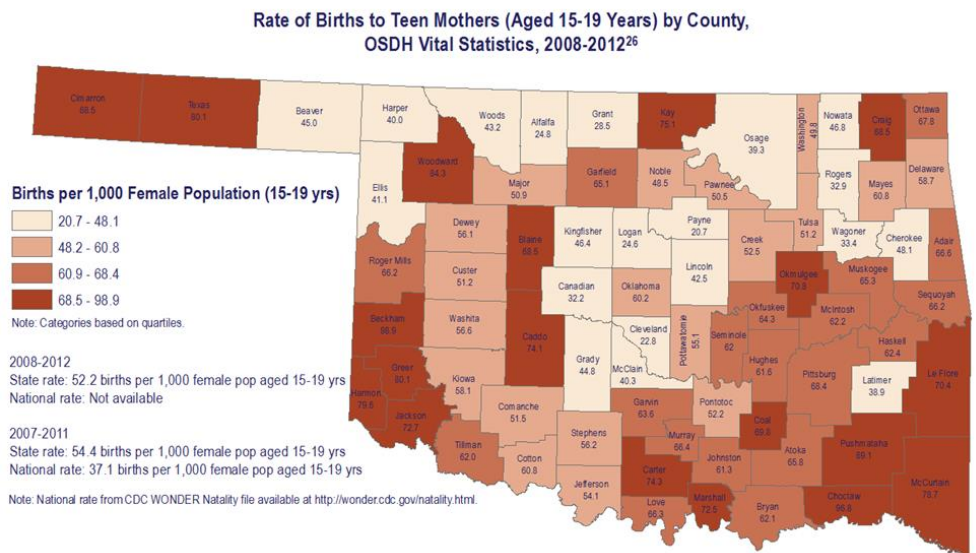 Rate of Births to Teen Mothers (Aged 15-19 Years) by County,
OSDH Vital Statistics, 2008-2012²⁶
Cimarron
68.5
Texas
Beaver
45.0
Harper
40.0
Woods
43.2
Alfalfa
24.8
Grant
28.5
Kay
75.1
Osage
39.3
Washington
49.8
Nowata
46.8
Craig
68.5
Ottawa
67.8
Ellis
41.1
Woodward
84.3
Major
50.9
Garfield
65.1
Noble
48.5
Pawnee
50.5
Rogers
32.9
Mayes
60.8
Delaware
58.7
Births per 1,000 Female Population (15-19 yrs)
20.7 - 48.1
48.2 - 60.8
60.9 - 68.4
68.5 - 98.9
Note: Categories based on quartiles.
Dewey
56.1
Blaine
68.5
Kingfisher
46.4
Logan
24.6
Payne
20.7
Creek
52.5
Tulsa
51.2
Wagoner
33.4
Cherokee
48.1
Adair
66.6
Roger Mills
66.2
Custer
51.2
Canadian
32.2
Oklahoma
60.2
Lincoln
42.5
Okmulgee
70.8
Muskogee
65.3
Sequoyah
66.2
Beckham
Washita
56.6
Caddo
74.1
Grady
44.8
Cleveland
22.8
McClain
40.3
Pottawatomie
55.1
Seminole
62
Okfuskee
64.3
McIntosh
62.2
Haskell
62.4
Hughes
61.6
Pittsburg
68.4
Latimer
38.9
Le Flore
70.4
2008-2012
State rate: 52.2 births per 1,000 female pop aged 15-19 yrs
National rate: Not available
2007-2011
State rate: 54.4 births per 1,000 female pop aged 15-19 yrs
National rate: 37.1 births per 1,000 female pop aged 15-19 yrs
Note: National rate from CDC WONDER Natality file available at http://wonder.cdc.gov/natality.html.
Greer
Harmon
Kiowa
58.1
Jackson
72.7
Tillman
62.0
Comanche
51.5
Cotton
60.8
Stephens
56.2
Jefferson
54.1
Garvin
63.6
Murray
66.4
Pontotoc
52.2
Coal
69.8
Carter
74.3
Johnston
61.3
Atoka
65.8
Pushmataha
Love
66.3
Marshall
72.5
Bryan
62.1
Choctaw
McCurtain
78.7